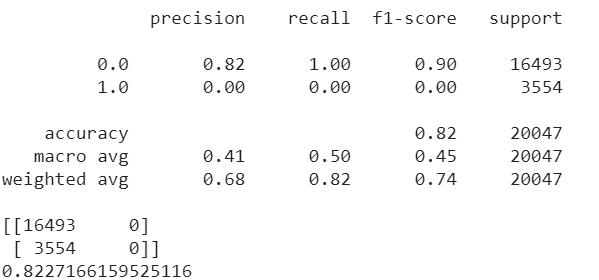 precision    recall  f1-score   support

         0.0       0.82      1.00      0.90     16493
         1.0       0.00      0.00      0.00      3554

    accuracy                           0.82     20047
   macro avg       0.41      0.50      0.45     20047
weighted avg       0.68      0.82      0.74     20047

[[16493     0]
 [ 3554     0]]
0.8227166159525116